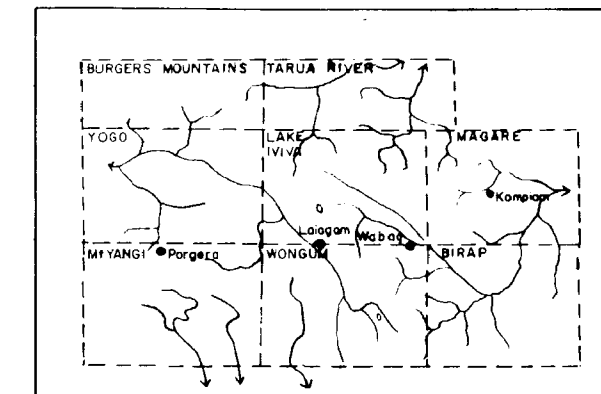 BURGERS MOUNTAINS
TARUA RIVER
YOGO
LAKE
IVIVA
MAGARE
Kompiam
Laiagam
Wabag
Mt YANGI
Porgera
WONGUM
BIRAP